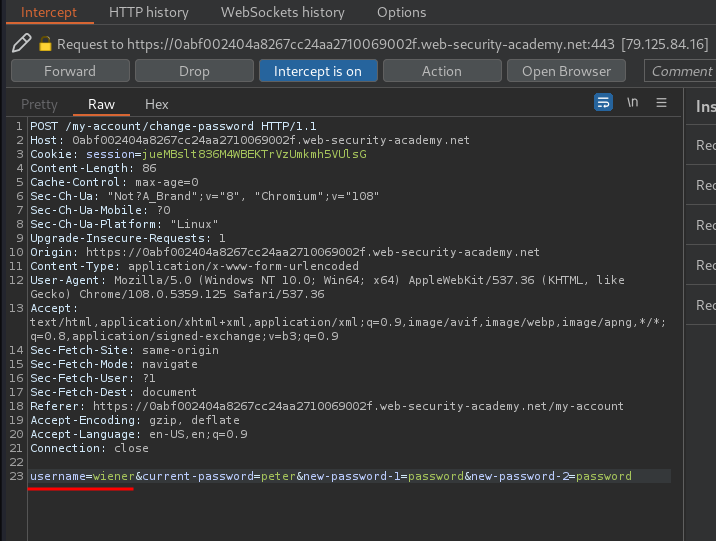 Intercept HTTP history WebSockets history Options
Request to https://0abf002404a8267cc24aa2710069002f.web-security-academy.net:443 [79.125.84.16]
Forward Drop Intercept is on Action Open Browser Comment
Pretty Raw Hex \n Ins
1 POST /my-account/change-password HTTP/1.1
2 Host: 0abf002404a8267cc24aa2710069002f.web-security-academy.net
3 Cookie: session=jueMBslt836M4WBEKTrVzUmkmh5VUlsG
4 Content-Length: 86
5 Cache-Control: max-age=0
6 Sec-Ch-Ua: "Not?A_Brand";v="8", "Chromium";v="108"
7 Sec-Ch-Ua-Mobile: ?0
8 Sec-Ch-Ua-Platform: "Linux"
9 Upgrade-Insecure-Requests: 1
10 Origin: https://0abf002404a8267cc24aa2710069002f.web-security-academy.net
11 Content-Type: application/x-www-form-urlencoded
12 User-Agent: Mozilla/5.0 (Windows NT 10.0; Win64; x64) AppleWebKit/537.36 (KHTML, like
Gecko) Chrome/108.0.5359.125 Safari/537.36
13 Accept:
text/html,application/xhtml+xml,application/xml;q=0.9,image/avif,image/webp,image/apng,*/*;
q=0.8,application/signed-exchange;v=b3;q=0.9
14 Sec-Fetch-Site: same-origin
15 Sec-Fetch-Mode: navigate
16 Sec-Fetch-User: ?1
17 Sec-Fetch-Dest: document
18 Referer: https://0abf002404a8267cc24aa2710069002f.web-security-academy.net/my-account
19 Accept-Encoding: gzip, deflate
20 Accept-Language: en-US,en;q=0.9
21 Connection: close
22
23 username=wiener&current-password=peter&new-password-1=password&new-password-2=password
Rec
Rec
Rec
Rec
Rec